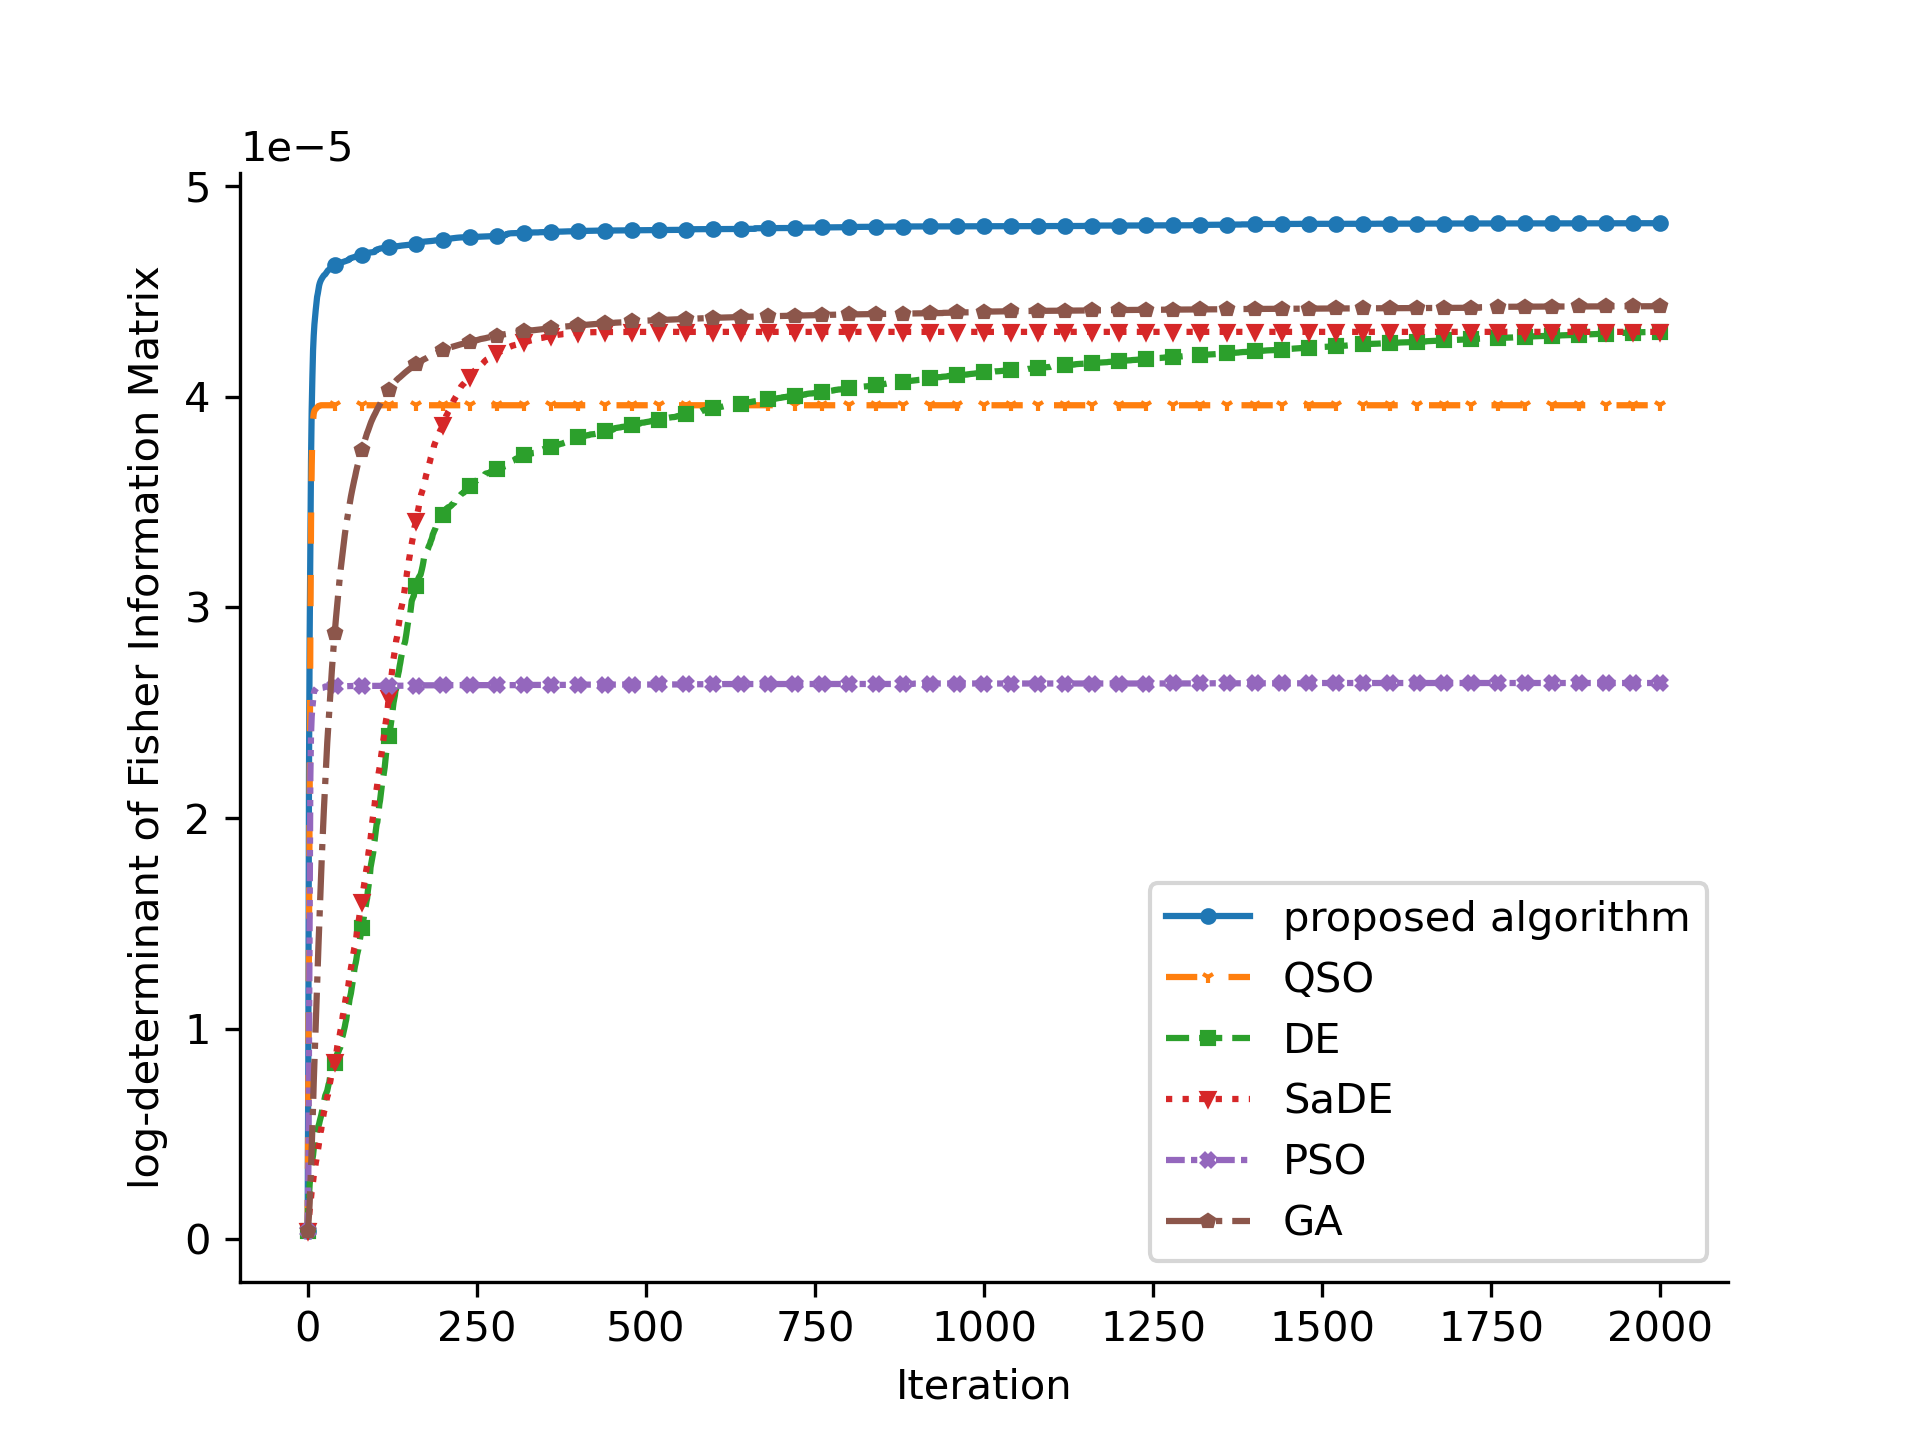 1e−5
5
4
3
2
1
0
log-determinant of Fisher Information Matrix
0 250 500 750 1000 1250 1500 1750 2000
Iteration
proposed algorithm
QSO
DE
SaDE
PSO
GA